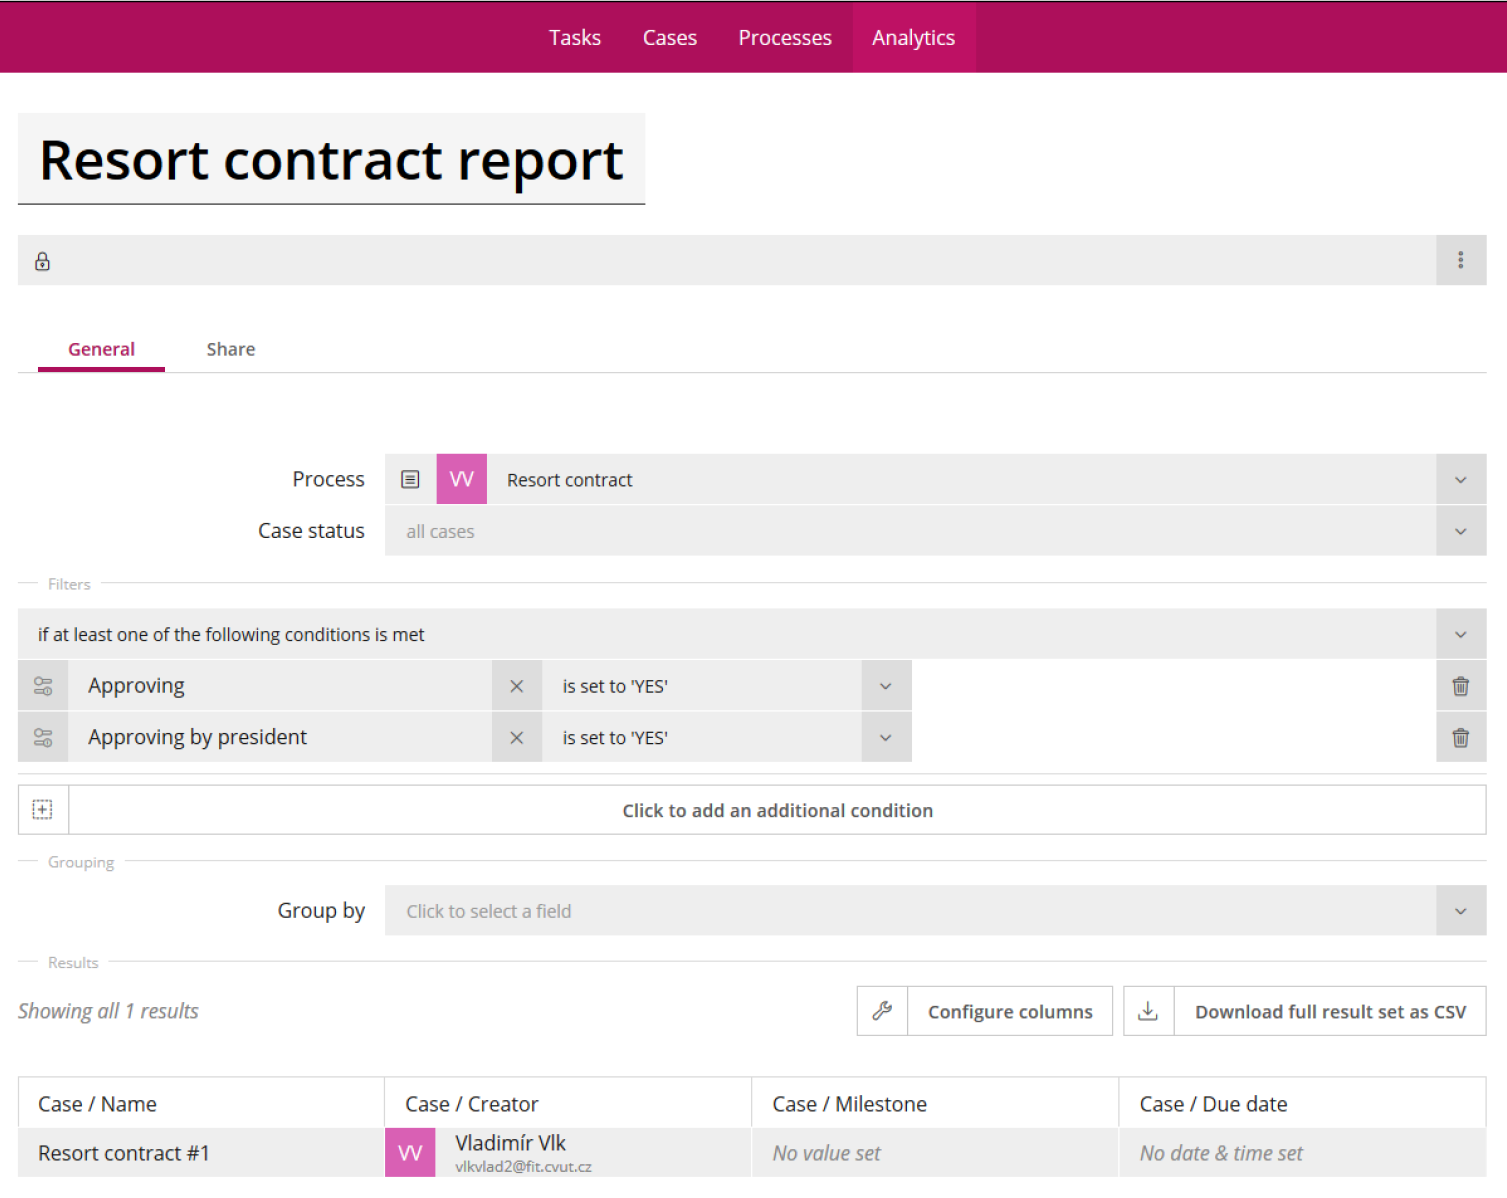 Tasks Cases Processes Analytics
Resort contract report
General Share
Process VV Resort contract
Case status all cases
Filters
if at least one of the following conditions is met
Approving is set to 'YES'
Approving by president is set to 'YES'
Click to add an additional condition
Grouping
Group by Click to select a field
Results
Showing all 1 results Configure columns Download full result set as CSV
Case / Name Case / Creator Case / Milestone Case / Due date
Resort contract #1 VV Vladimír Vlk No value set No date & time set
vlkvlad2@fit.cvut.cz